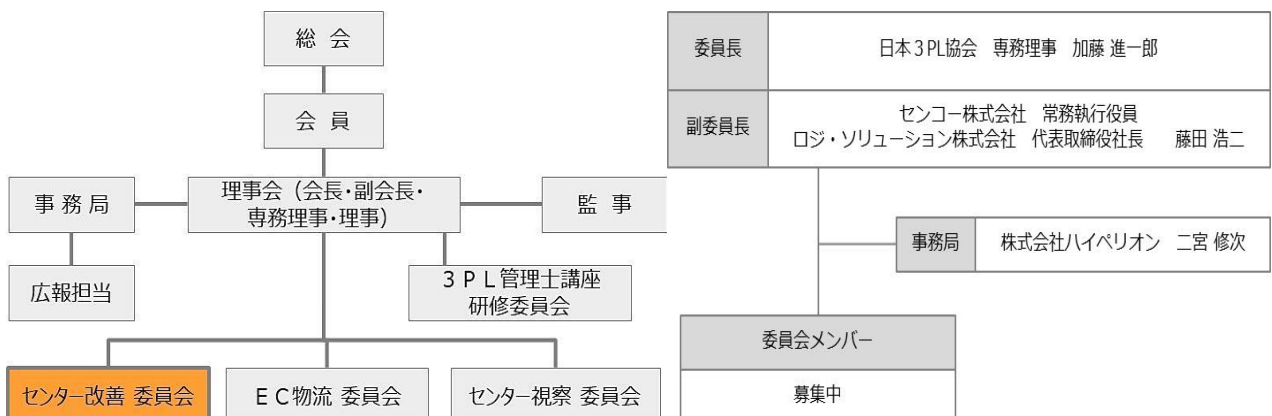 総 会
会 員
事 務 局
理事会（会長・副会長・
専務理事・理事）
監 事
広報担当
３ＰＬ管理士講座
研修委員会
センター改善 委員会
ＥＣ物流 委員会
センター視察 委員会
委員長
日本３PL協会　専務理事　加藤 進一郎
副委員長
センコー株式会社　常務執行役員
ロジ・ソリューション株式会社　代表取締役社長　　藤田 浩二
事務局
株式会社ハイペリオン　二宮 修次
委員会メンバー
募集中